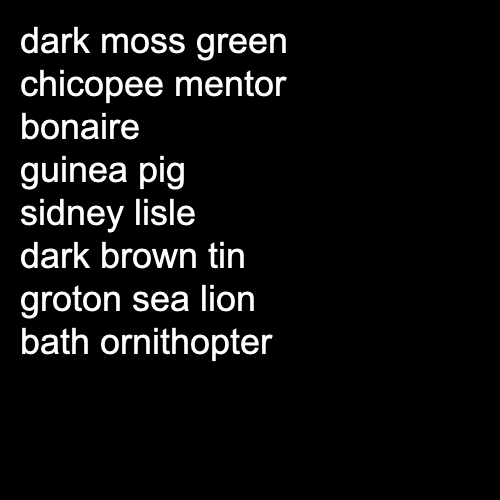 dark moss green
chicopee mentor
bonaire
guinea pig
sidney lisle
dark brown tin
groton sea lion
bath ornithopter